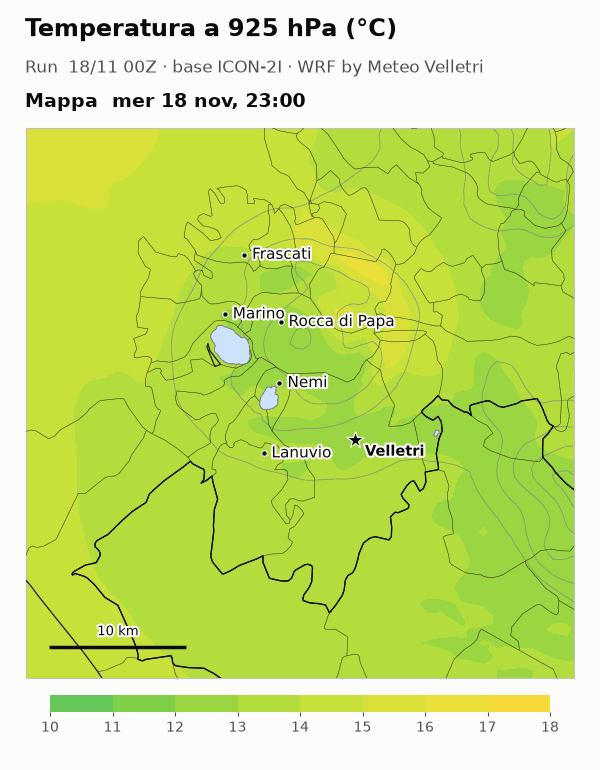 Temperatura a 925 hPa (°C)
Run  18/11 00Z · base ICON-2I · WRF by Meteo Velletri
Mappa  mer 18 nov, 23:00
Frascati
Marino
Rocca di Papa
Nemi
Velletri
Lanuvio
10 km
10 11 12 13 14 15 16 17 18